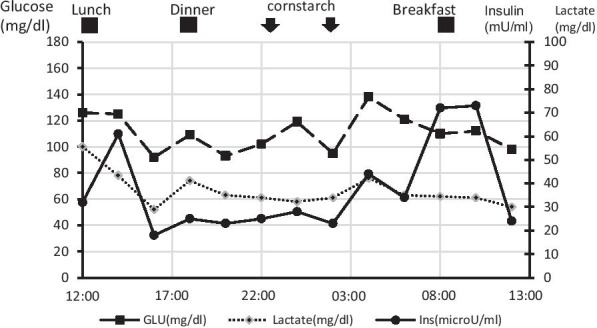 Glucose Lunch Dinner cornstarch Breakfast Insulin Lactate
(mg/dl) (mU/ml) (mg/dl)
180 100
160 90
140 80
120 70
100 60
80 50
60 40
40 30
20 20
0 10
0
12:00 17:00 22:00 03:00 08:00 13:00
GLU(mg/dl) Lactate(mg/dl) Ins(microU/ml)